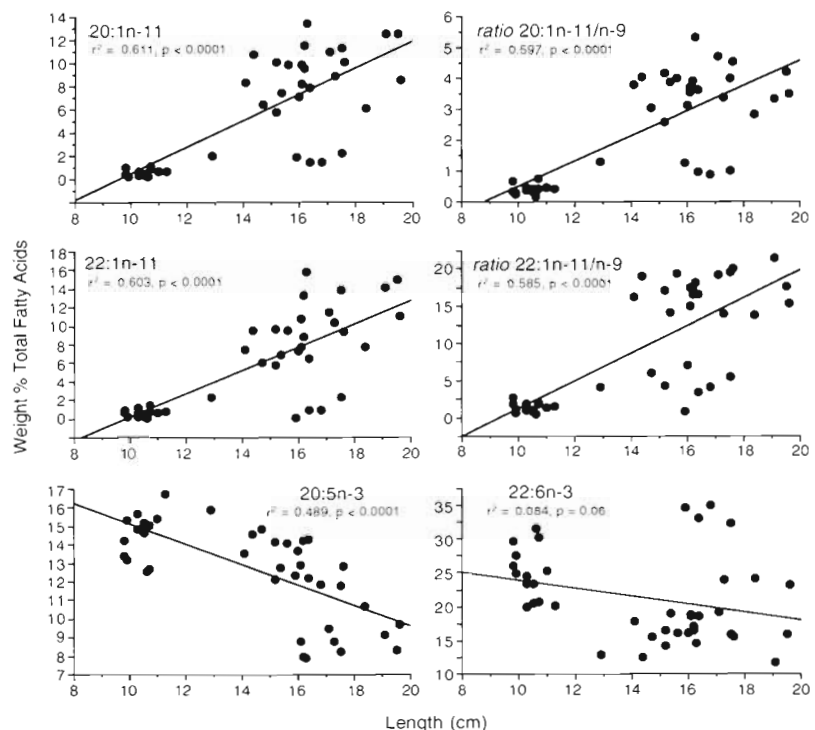 20:1n-11
r² = 0.611, p < 0.0001
14
12
10
8
6
4
2
0
8 10 12 14 16 18 20
ratio 20:1n-11/n-9
r² = 0.597, p < 0.0001
6
5
4
3
2
1
0
8 10 12 14 16 18 20
Weight % Total Fatty Acids
22:1n-11
r² = 0.603, p < 0.0001
18
16
14
12
10
8
6
4
2
0
8 10 12 14 16 18 20
ratio 22:1n-11/n-9
r² = 0.585, p < 0.0001
20
15
10
5
0
8 10 12 14 16 18 20
20:5n-3
r² = 0.489, p < 0.0001
17
16
15
14
13
12
11
10
9
8
7
8 10 12 14 16 18 20
22:6n-3
r² = 0.084, p = 0.06
35
30
25
20
15
10
8 10 12 14 16 18 20
Length (cm)